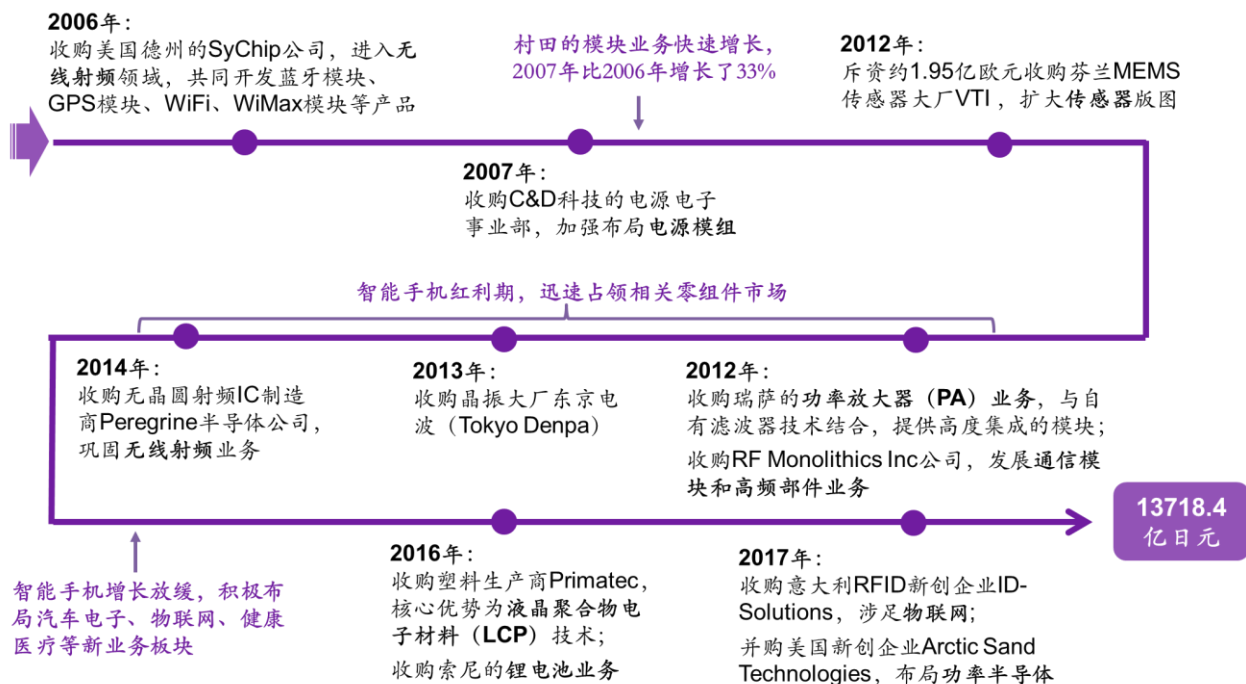 2006年：
收购美国德州的SyChip公司，进入无
线射频领域，共同开发蓝牙模块、
GPS模块、WiFi、WiMax模块等产品
村田的模块业务快速增长，
2007年比2006年增长了33%
2012年：
斥资约1.95亿欧元收购芬兰MEMS
传感器大厂VTI ，扩大传感器版图
2007年：
收购C&D科技的电源电子
事业部，加强布局电源模组
智能手机红利期，迅速占领相关零组件市场
2014年：
收购无晶圆射频IC制造
商Peregrine半导体公司，
巩固无线射频业务
2013年：
收购晶振大厂东京电
波（Tokyo Denpa）
2012年：
收购瑞萨的功率放大器（PA）业务，与自
有滤波器技术结合，提供高度集成的模块；
收购RF Monolithics Inc公司，发展通信模
块和高频部件业务
13718.4
亿日元
智能手机增长放缓，积极布
局汽车电子、物联网、健康
医疗等新业务板块
2016年：
收购塑料生产商Primatec，
核心优势为液晶聚合物电
子材料（LCP）技术；
收购索尼的锂电池业务
2017年：
收购意大利RFID新创企业ID-
Solutions，涉足物联网；
并购美国新创企业Arctic Sand
Technologies，布局功率半导体